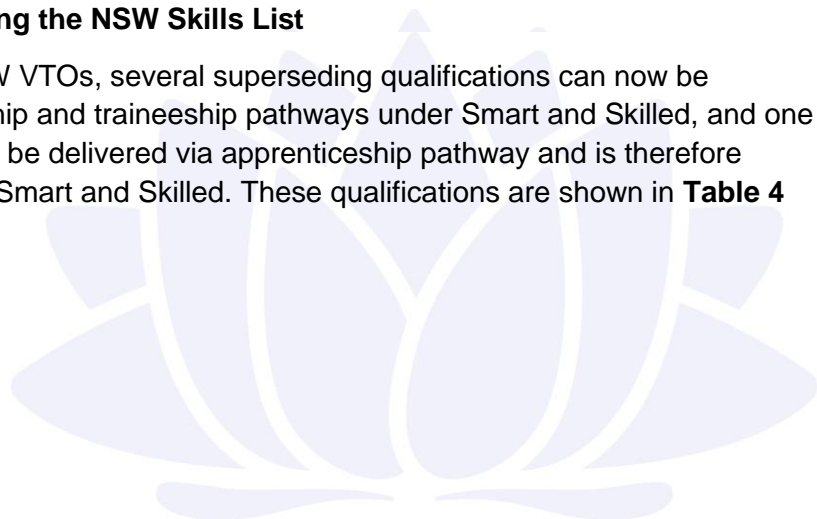 ng the NSW Skills List
W VTOs, several superseding qualifications can now be
hip and traineeship pathways under Smart and Skilled, and one
be delivered via apprenticeship pathway and is therefore
Smart and Skilled. These qualifications are shown in Table 4